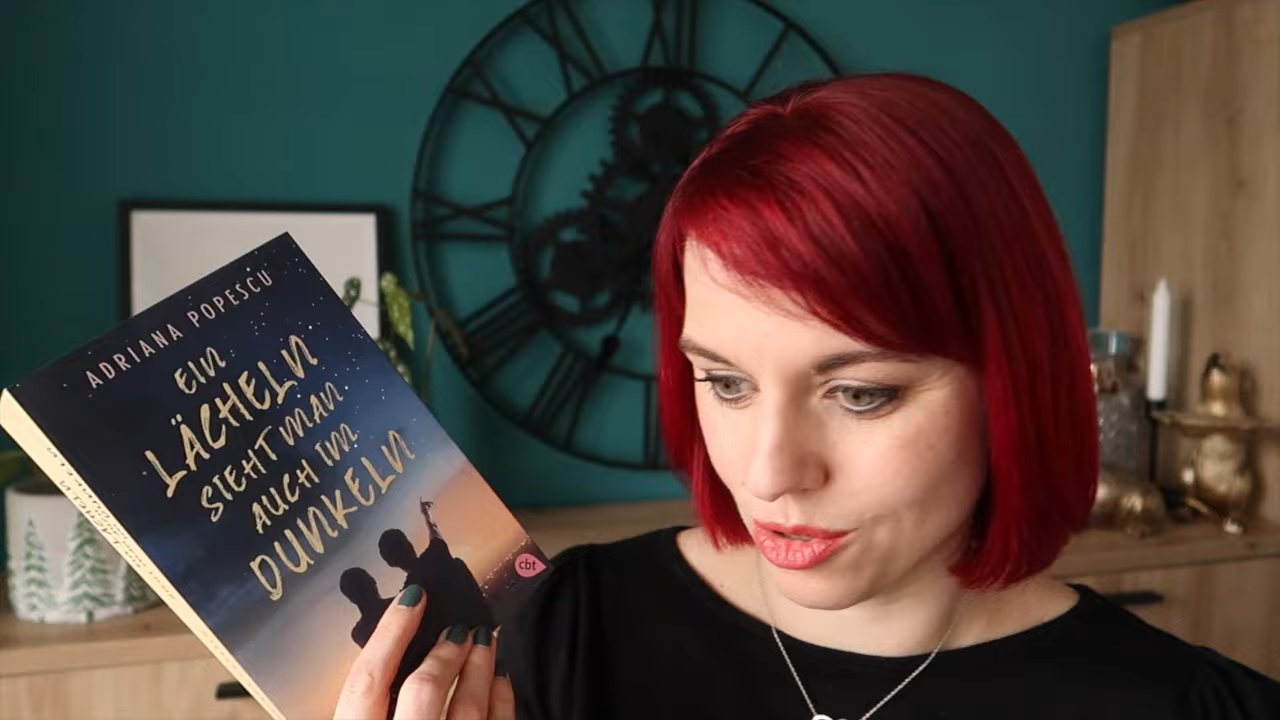 ADRIANA POPESCU
EIN
LÄCHELN
SIEHT MAN
AUCH IM
DUNKELN
cbt